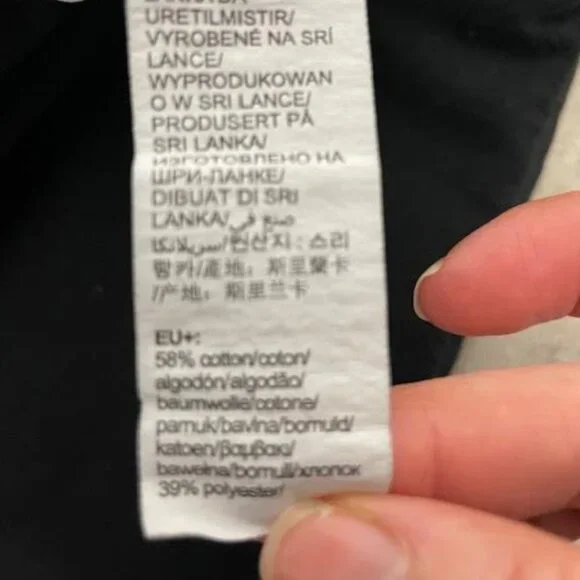 URETILMISTIR/
VYROBENÉ NA SRÍ
LANCE/
WYPRODUKOWAN
O W SRI LANCE/
PRODUSERT PÅ
SRI LANKA/
ИЗГОТОВЛЕНО НА
ШРИ-ЛАНКЕ/
DIBUAT DI SRI
LANKA/صنع في
سريلانكا/원산지 : 스리
랑카/產地：斯里蘭卡
/产地：斯里兰卡
EU+:
58% cotton/coton/
algodón/algodão/
baumwolle/cotone/
pamuk/bavlna/bomuld/
katoen/βαμβακι/
bawełna/bomull/хлопок
39% polyester/